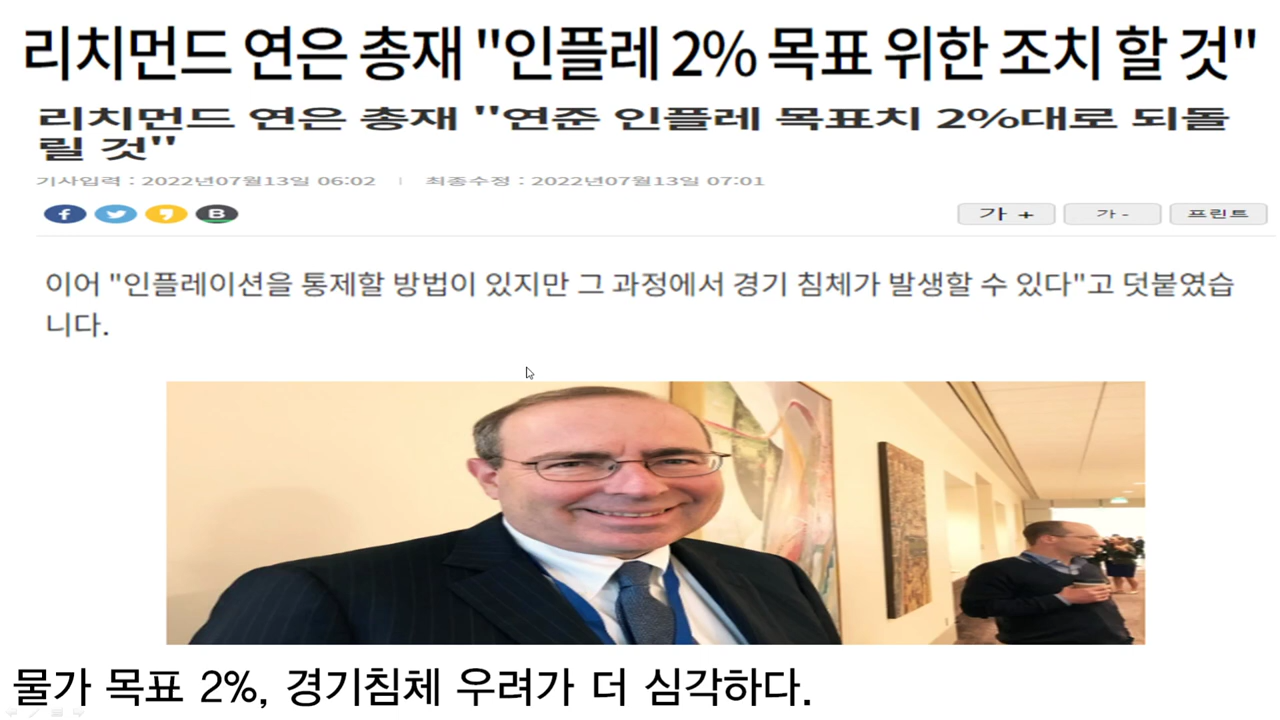 리치먼드 연은 총재 "인플레 2% 목표 위한 조치 할 것"
리치먼드 연은 총재 "연준 인플레 목표치 2%대로 되돌
릴 것"
기사입력 : 2022년07월13일 06:02 | 최종수정 : 2022년07월13일 07:01
f B 가 + 가 - 프린트
이어 "인플레이션을 통제할 방법이 있지만 그 과정에서 경기 침체가 발생할 수 있다"고 덧붙였습
니다.
물가 목표 2%, 경기침체 우려가 더 심각하다.